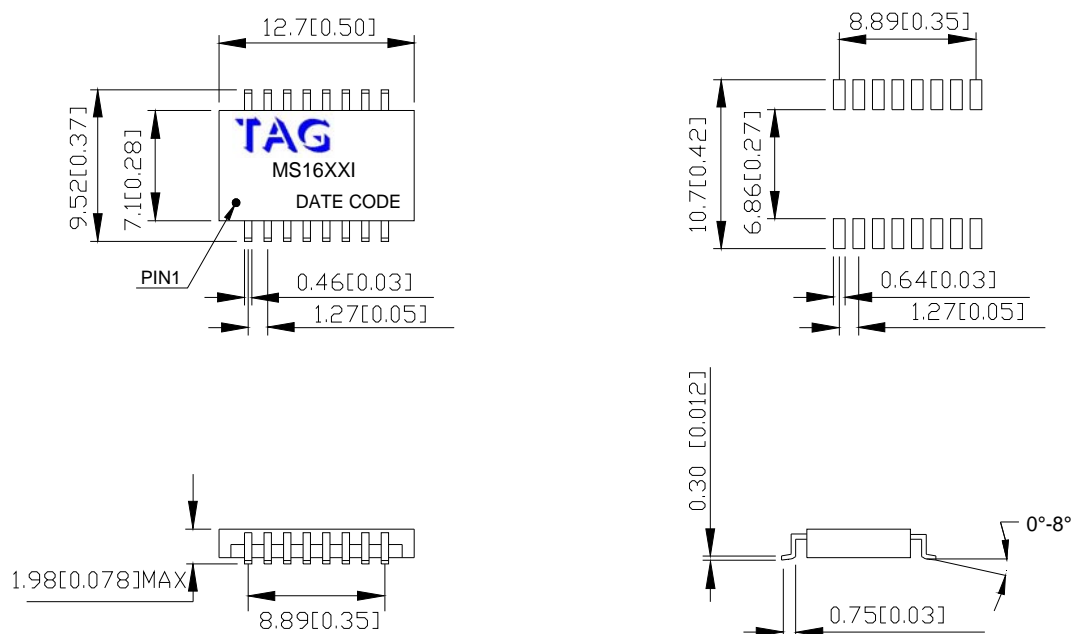 12.7[0.50]
9.52[0.37]
7.1[0.28]
TAG
MS16XXI
DATE CODE
PIN1
0.46[0.03]
1.27[0.05]
8.89[0.35]
10.7[0.42]
6.86[0.27]
0.64[0.03]
1.27[0.05]
1.98[0.078]MAX
8.89[0.35]
0.30 [0.012]
0°-8°
0.75[0.03]